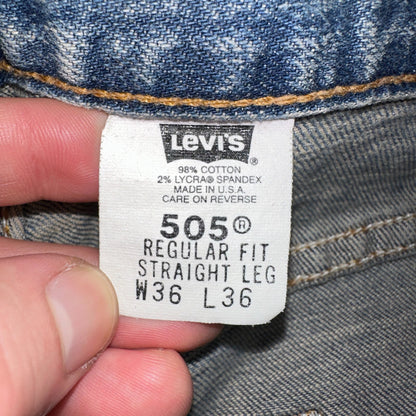 LEVI'S®
98% COTTON
2% LYCRA® SPANDEX
MADE IN U.S.A.
CARE ON REVERSE
505®
REGULAR FIT
STRAIGHT LEG
W36 L36